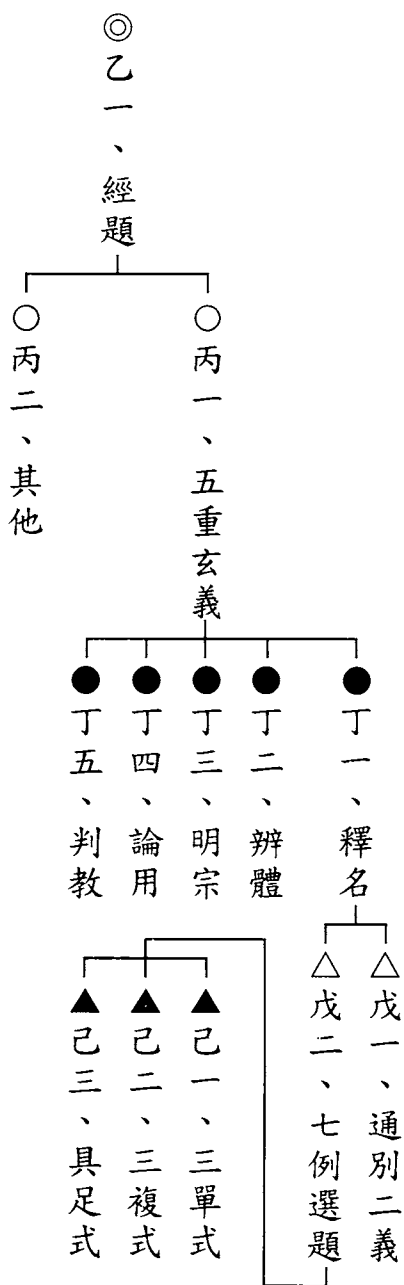 ◎乙一、經題
○丙一、五重玄義
○丙二、其他
●丁一、釋名
●丁二、辨體
●丁三、明宗
●丁四、論用
●丁五、判教
△戊一、通別二義
△戊二、七例選題
▲己一、三單式
▲己二、三複式
▲己三、具足式